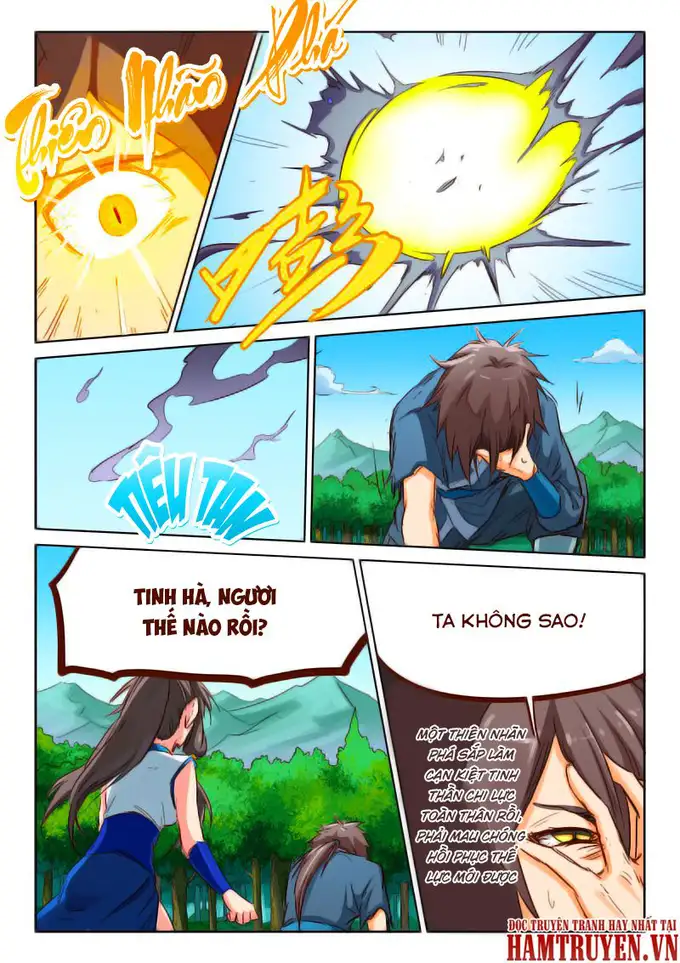 Thiên Nhãn Phá
嘭
TIÊU TAN
TINH HÀ, NGƯƠI
THẾ NÀO RỒI?
TA KHÔNG SAO!
MỘT THIÊN NHÃN
PHÁ SẮP LÀM
CẠN KIỆT TINH
THẦN CHI LỰC
TOÀN THÂN RỒI,
PHẢI MAU CHÓNG
HỒI PHỤC THỂ
LỰC MỚI ĐƯỢC
ĐỌC TRUYỆN TRANH HAY NHẤT TẠI
HAMTRUYEN.VN